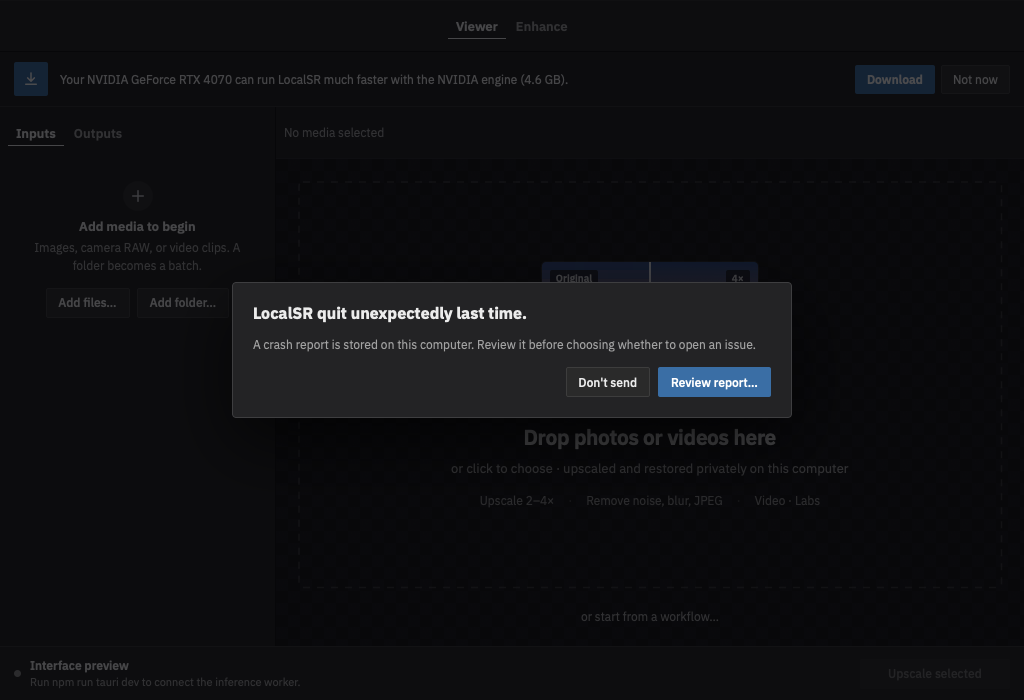 Viewer Enhance
Your NVIDIA GeForce RTX 4070 can run LocalSR much faster with the NVIDIA engine (4.6 GB).
Download Not now
Inputs Outputs
No media selected
Add media to begin
Images, camera RAW, or video clips. A
folder becomes a batch.
Add files... Add folder...
Original 4×
LocalSR quit unexpectedly last time.
A crash report is stored on this computer. Review it before choosing whether to open an issue.
Don't send Review report...
Drop photos or videos here
or click to choose · upscaled and restored privately on this computer
Upscale 2–4× · Remove noise, blur, JPEG · Video · Labs
or start from a workflow...
Interface preview
Run npm run tauri dev to connect the inference worker.
Upscale selected